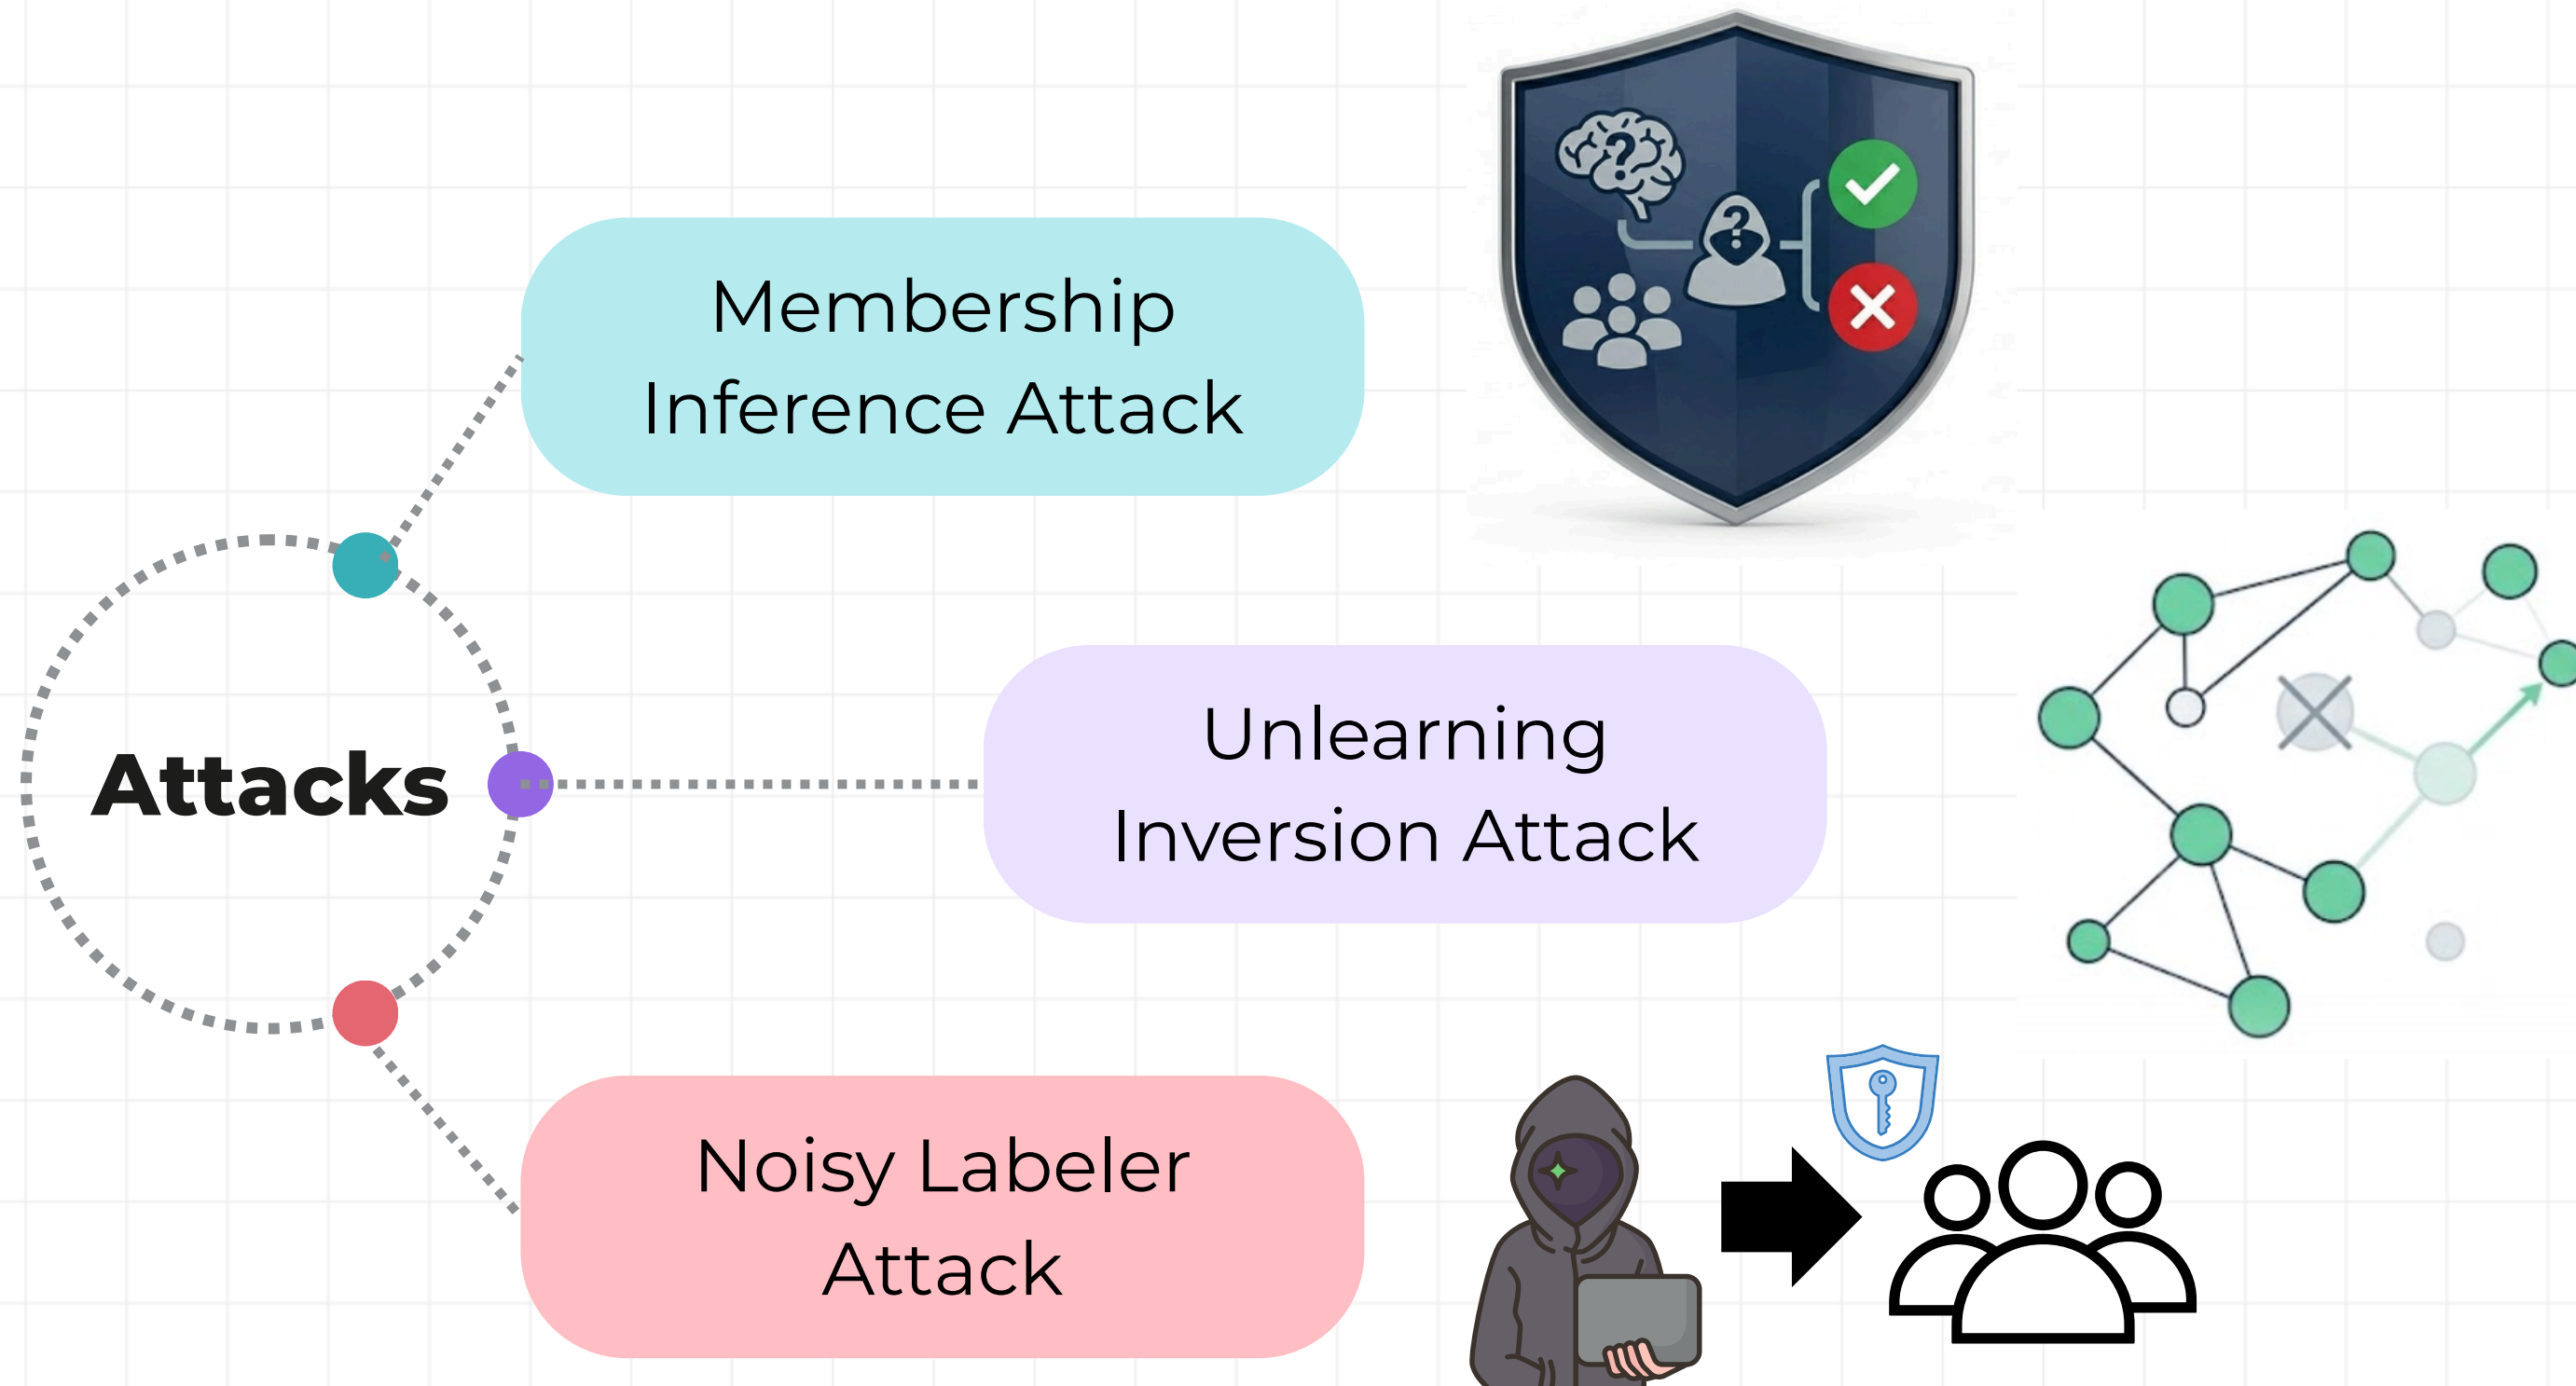 Membership
Inference Attack
Attacks
Unlearning
Inversion Attack
Noisy Labeler
Attack